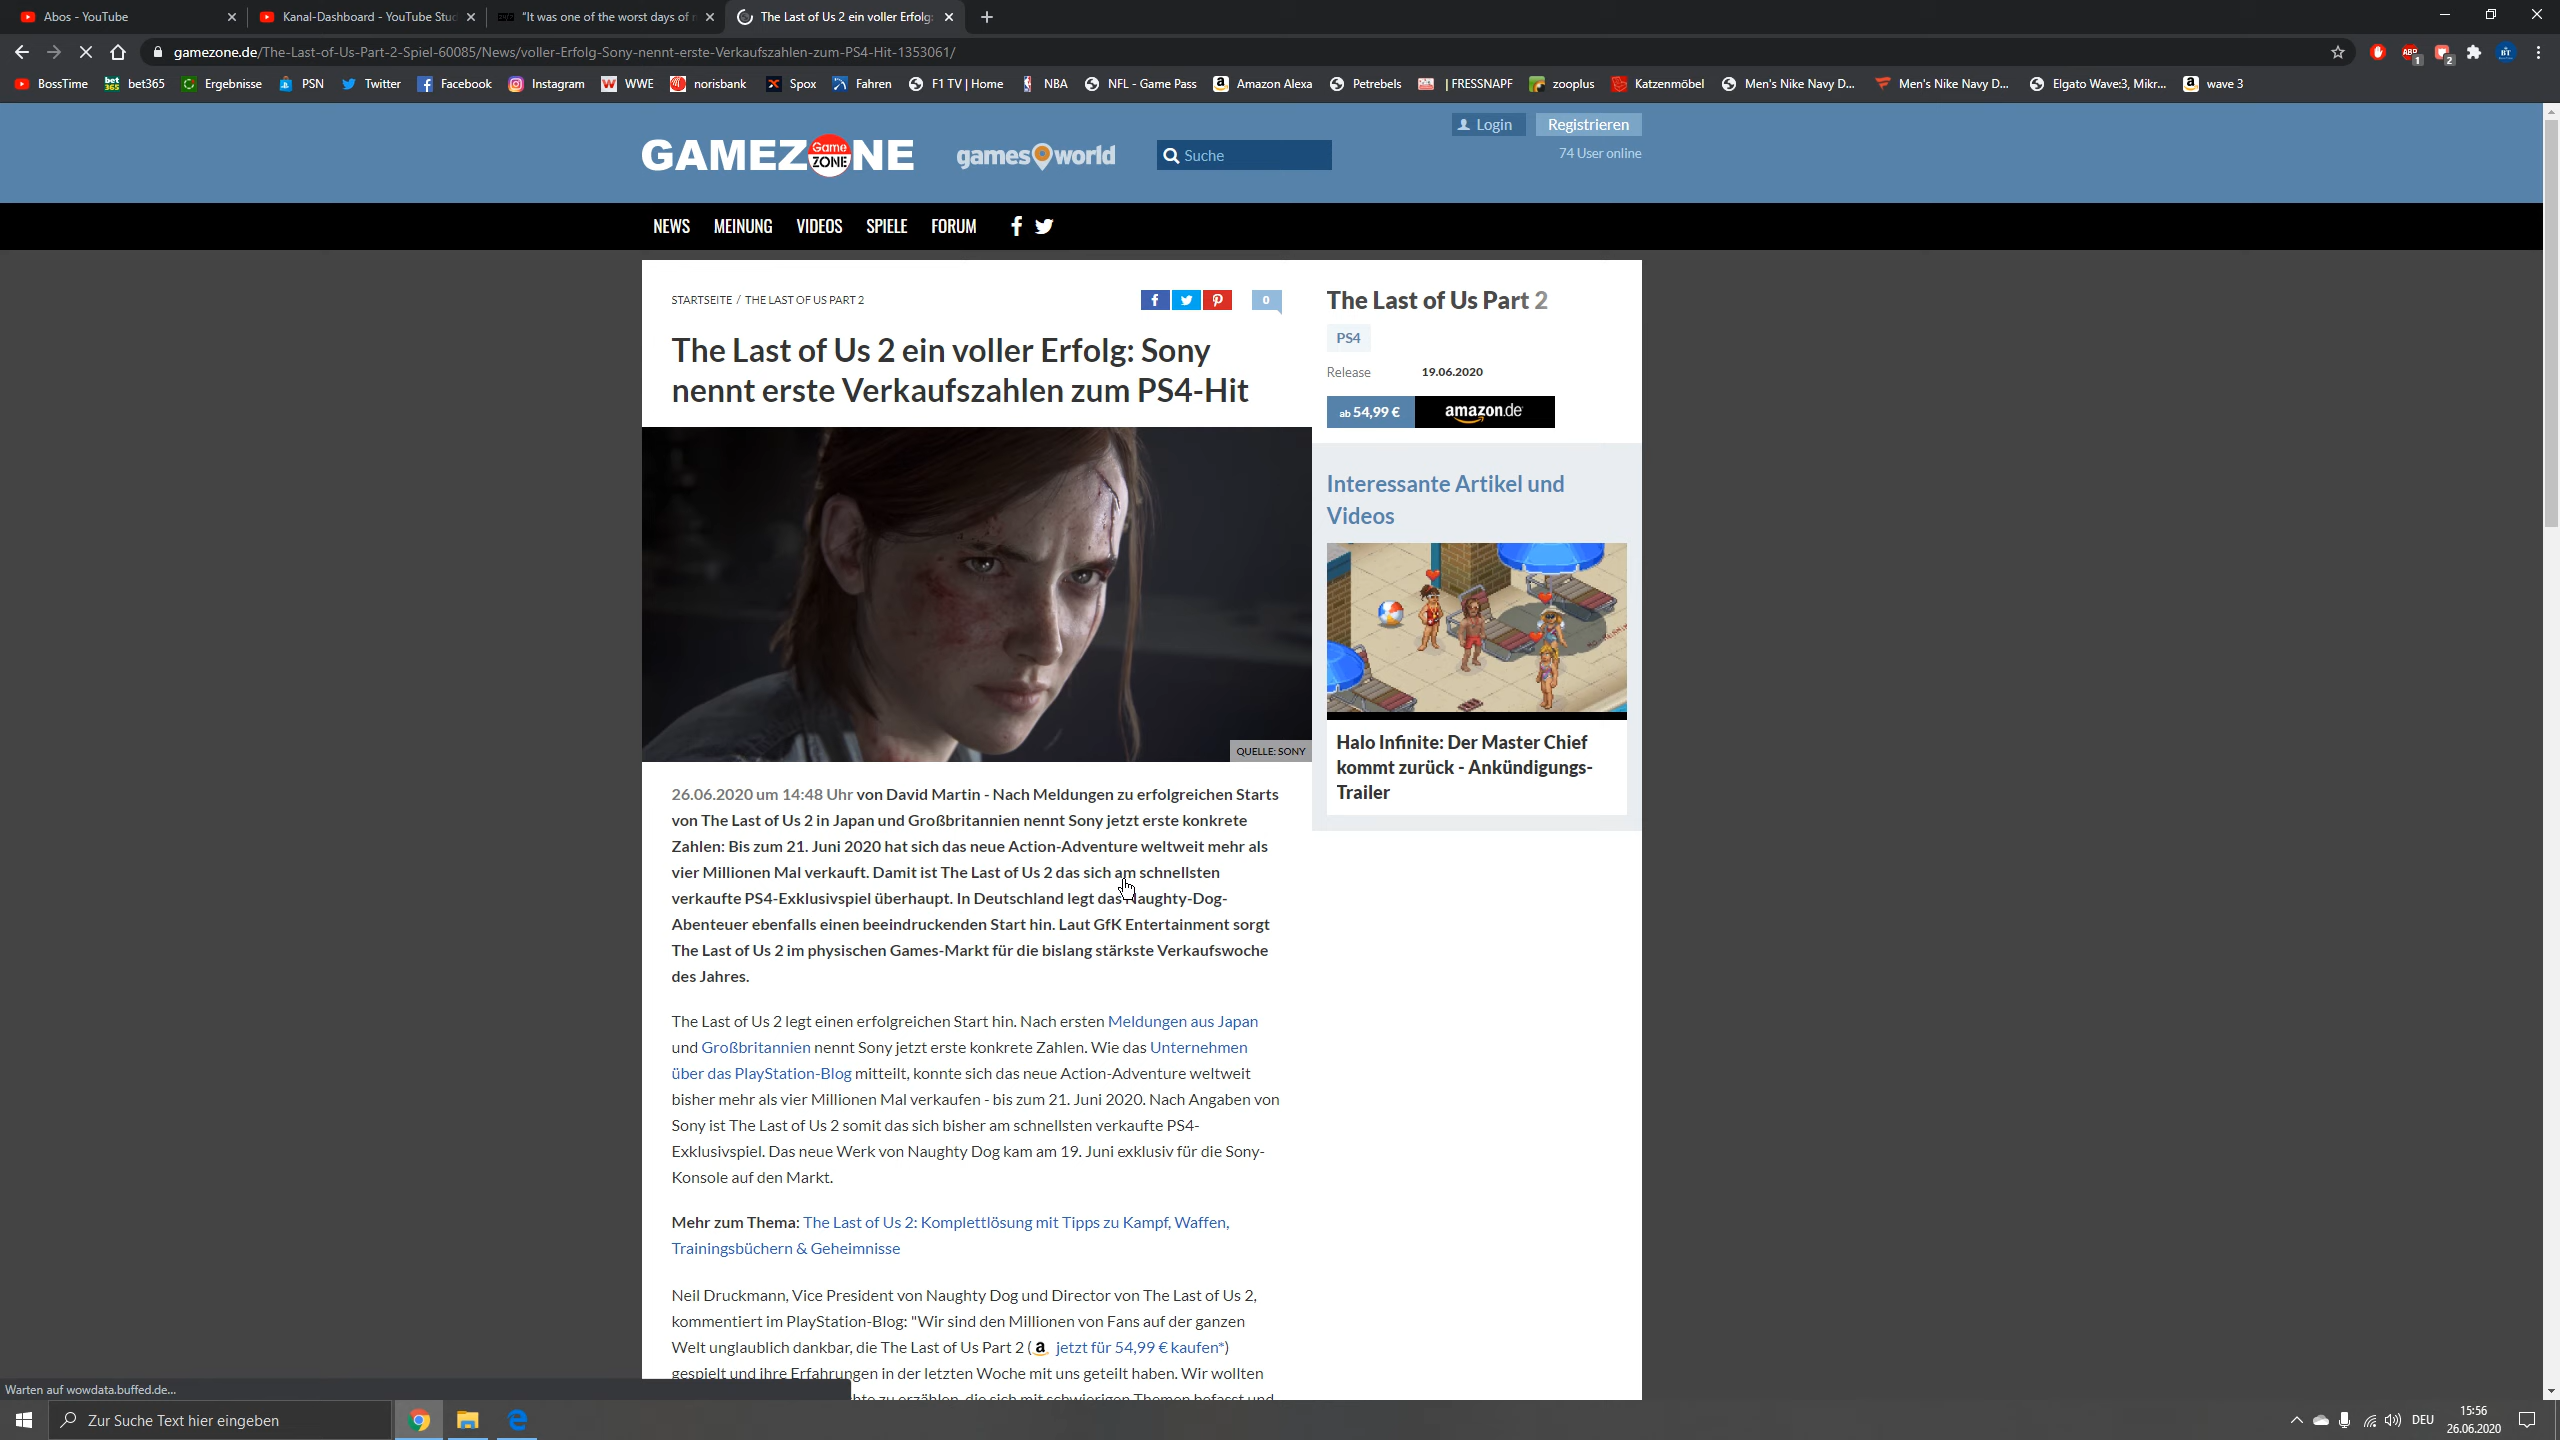 Abos - YouTube
Kanal-Dashboard - YouTube Stu
"It was one of the worst days of
The Last of Us 2 ein voller Erfolg:
gamezone.de/The-Last-of-Us-Part-2-Spiel-60085/News/voller-Erfolg-Sony-nennt-erste-Verkaufszahlen-zum-PS4-Hit-1353061/
ABP 1 2 BT
BossTime bet365 Ergebnisse PSN Twitter Facebook Instagram WWE norisbank Spox Fahren F1 TV | Home NBA NFL - Game Pass Amazon Alexa Petrebels | FRESSNAPF zooplus Katzenmöbel Men's Nike Navy D... Men's Nike Navy D... Elgato Wave:3, Mikr... wave 3
Login Registrieren
GAMEZONE Game ZONE games world Suche
74 User online
NEWS MEINUNG VIDEOS SPIELE FORUM
STARTSEITE / THE LAST OF US PART 2
0
The Last of Us 2 ein voller Erfolg: Sony
nennt erste Verkaufszahlen zum PS4-Hit
QUELLE: SONY
26.06.2020 um 14:48 Uhr von David Martin - Nach Meldungen zu erfolgreichen Starts
von The Last of Us 2 in Japan und Großbritannien nennt Sony jetzt erste konkrete
Zahlen: Bis zum 21. Juni 2020 hat sich das neue Action-Adventure weltweit mehr als
vier Millionen Mal verkauft. Damit ist The Last of Us 2 das sich am schnellsten
verkaufte PS4-Exklusivspiel überhaupt. In Deutschland legt das Naughty-Dog-
Abenteuer ebenfalls einen beeindruckenden Start hin. Laut GfK Entertainment sorgt
The Last of Us 2 im physischen Games-Markt für die bislang stärkste Verkaufswoche
des Jahres.
The Last of Us 2 legt einen erfolgreichen Start hin. Nach ersten Meldungen aus Japan
und Großbritannien nennt Sony jetzt erste konkrete Zahlen. Wie das Unternehmen
über das PlayStation-Blog mitteilt, konnte sich das neue Action-Adventure weltweit
bisher mehr als vier Millionen Mal verkaufen - bis zum 21. Juni 2020. Nach Angaben von
Sony ist The Last of Us 2 somit das sich bisher am schnellsten verkaufte PS4-
Exklusivspiel. Das neue Werk von Naughty Dog kam am 19. Juni exklusiv für die Sony-
Konsole auf den Markt.
Mehr zum Thema: The Last of Us 2: Komplettlösung mit Tipps zu Kampf, Waffen,
Trainingsbüchern & Geheimnisse
Neil Druckmann, Vice President von Naughty Dog und Director von The Last of Us 2,
kommentiert im PlayStation-Blog: "Wir sind den Millionen von Fans auf der ganzen
Welt unglaublich dankbar, die The Last of Us Part 2 (a jetzt für 54,99 € kaufen*)
gespielt und ihre Erfahrungen in der letzten Woche mit uns geteilt haben. Wir wollten
zu erzählen, die sich mit schwierigen Themen befasst und
The Last of Us Part 2
PS4
Release 19.06.2020
ab 54,99 € amazon.de
Interessante Artikel und
Videos
Halo Infinite: Der Master Chief
kommt zurück - Ankündigungs-
Trailer
Warten auf wowdata.buffed.de...
Zur Suche Text hier eingeben
DEU
15:56
26.06.2020